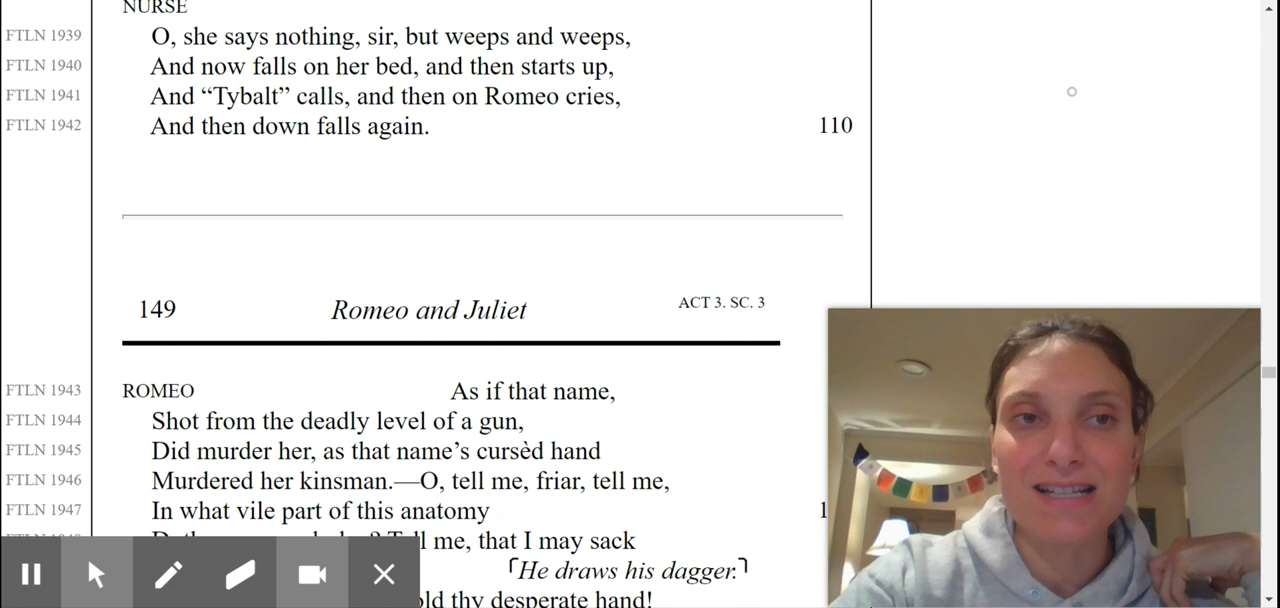 NURSE
FTLN 1939 O, she says nothing, sir, but weeps and weeps,
FTLN 1940 And now falls on her bed, and then starts up,
FTLN 1941 And “Tybalt” calls, and then on Romeo cries,
FTLN 1942 And then down falls again. 110
149 Romeo and Juliet ACT 3. SC. 3
FTLN 1943 ROMEO As if that name,
FTLN 1944 Shot from the deadly level of a gun,
FTLN 1945 Did murder her, as that name’s cursèd hand
FTLN 1946 Murdered her kinsman.—O, tell me, friar, tell me,
FTLN 1947 In what vile part of this anatomy
me, that I may sack
⌜He draws his dagger.⌝
thy desperate hand!